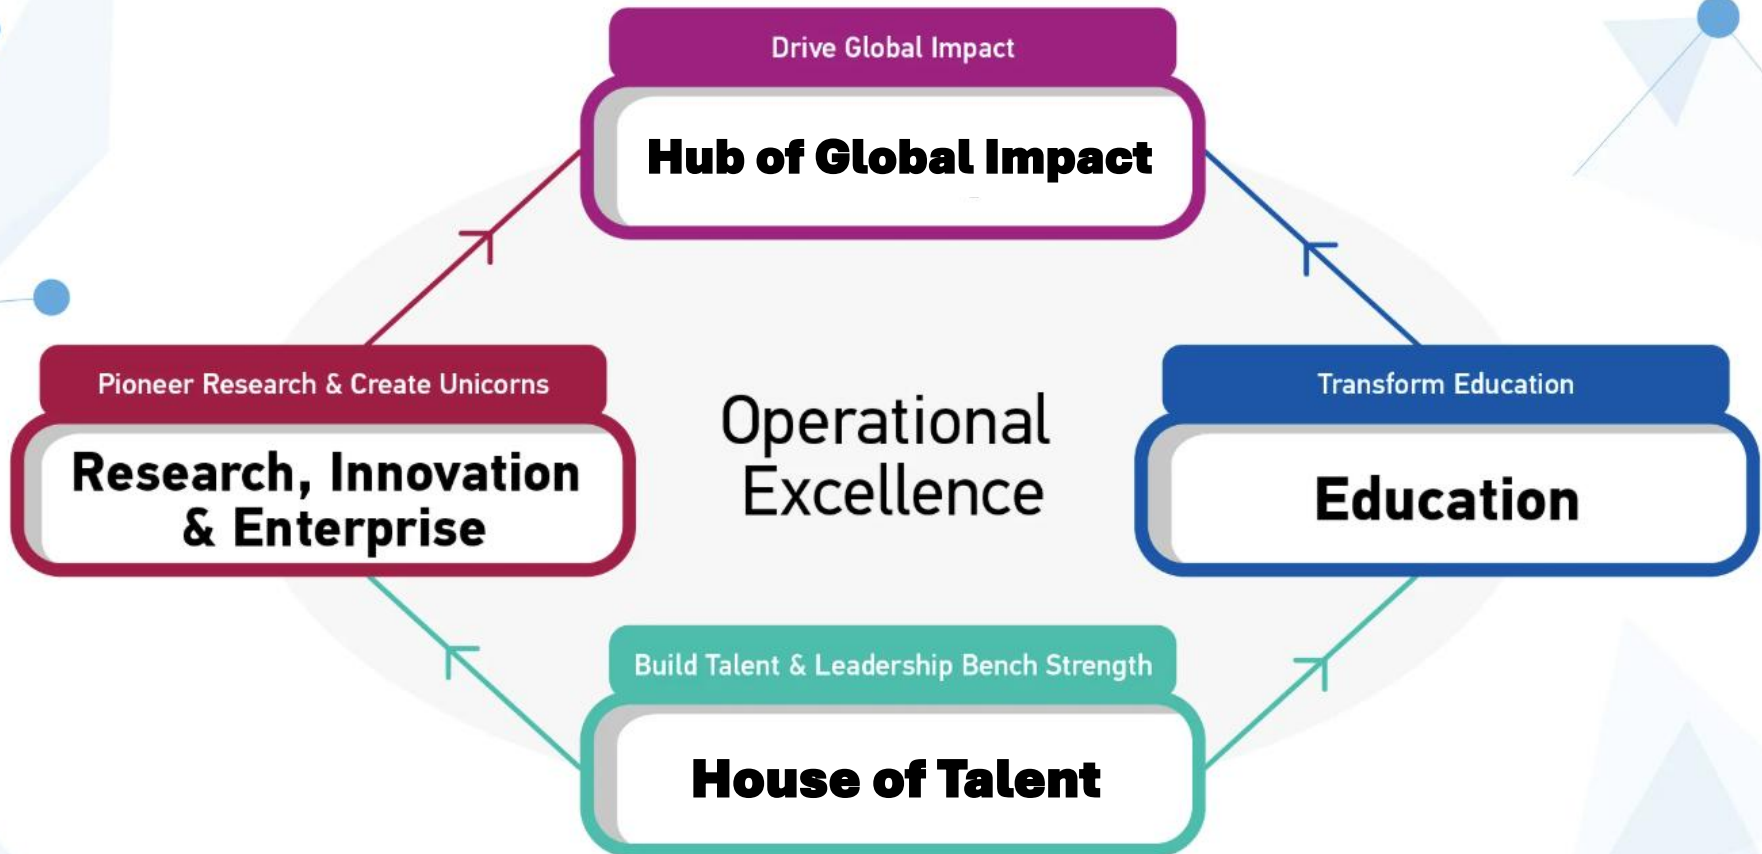 Drive Global Impact
Hub of Global Impact
Pioneer Research & Create Unicorns
Research, Innovation
& Enterprise
Operational
Excellence
Transform Education
Education
Build Talent & Leadership Bench Strength
House of Talent